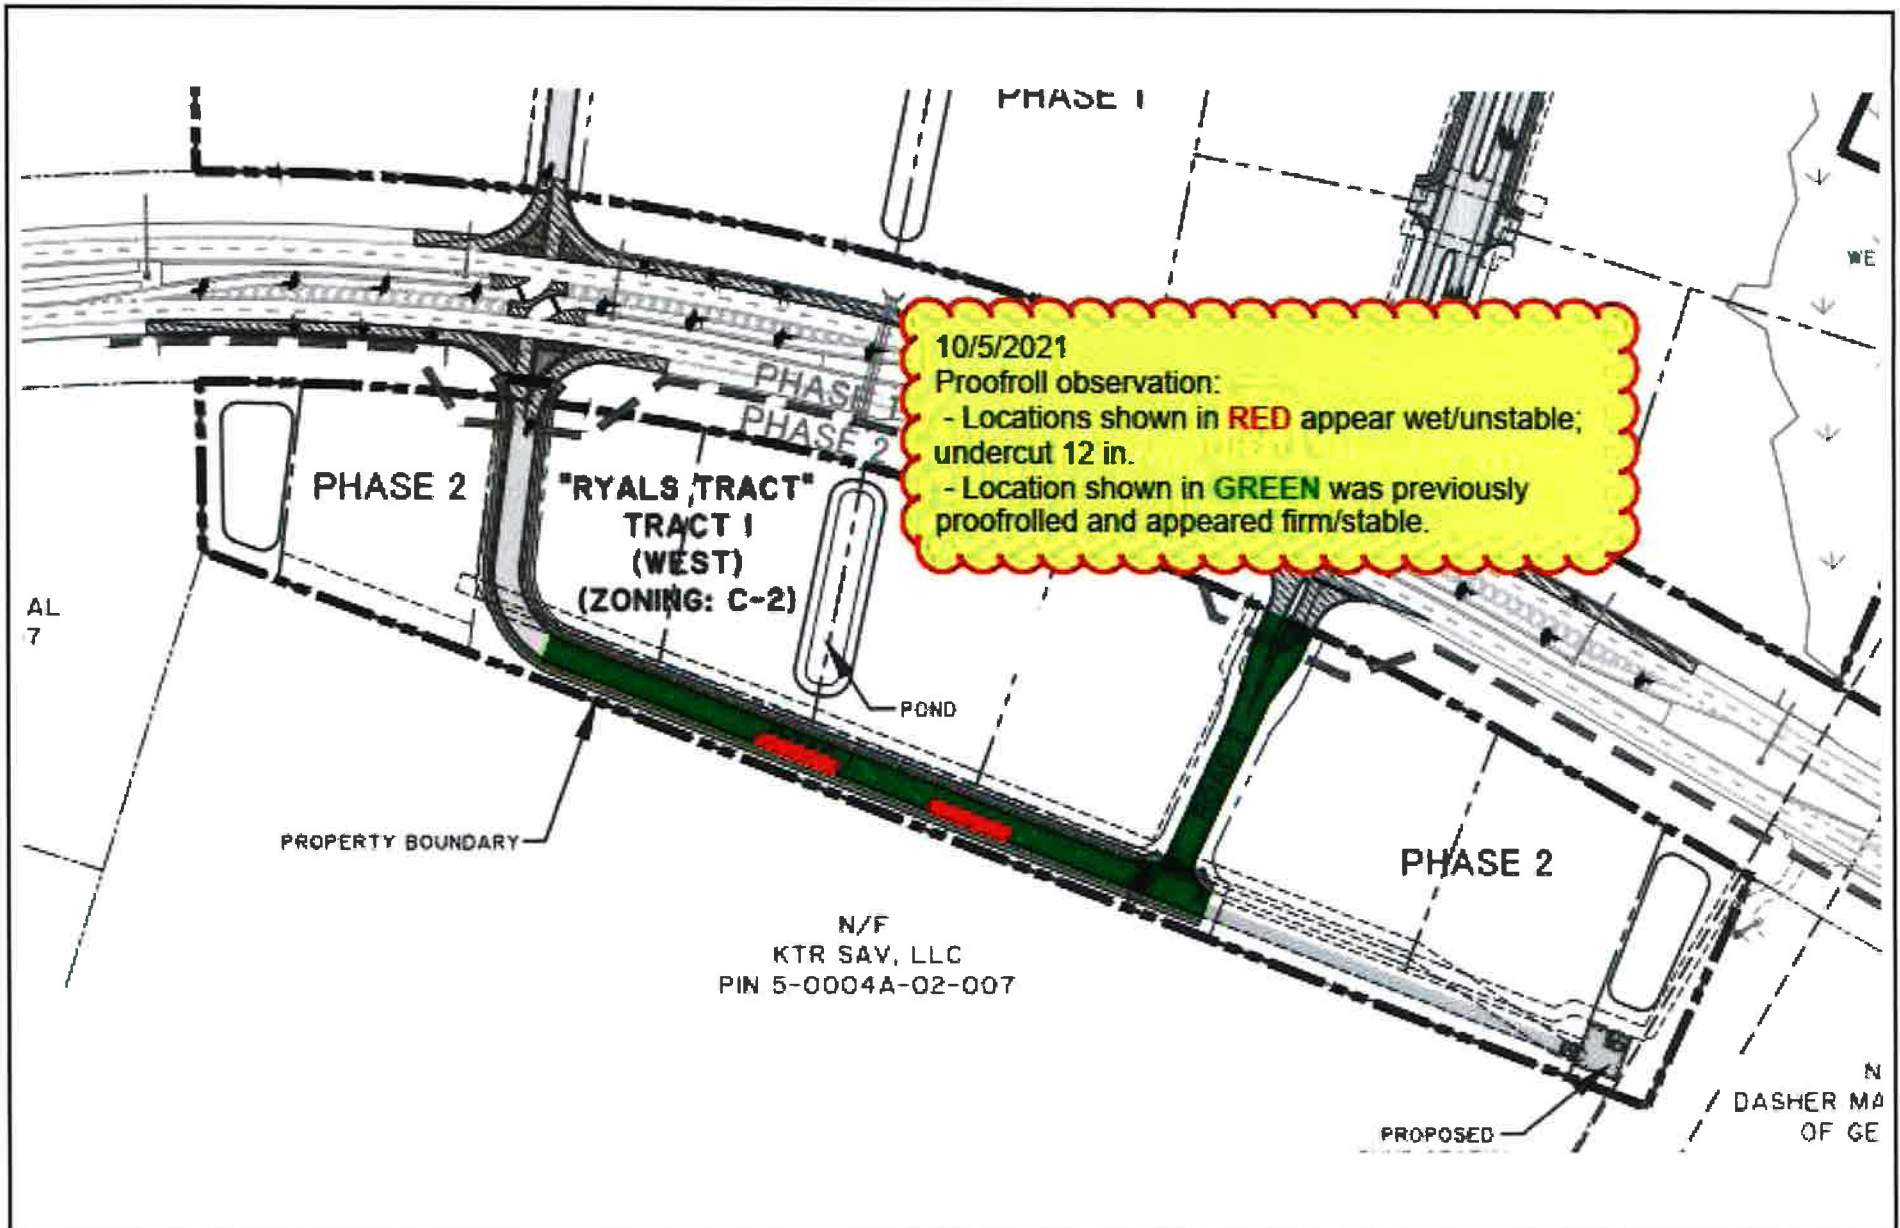 PHASE 1
WE
10/5/2021
Proofroll observation:
- Locations shown in RED appear wet/unstable;
undercut 12 in.
- Location shown in GREEN was previously
proofrolled and appeared firm/stable.
PHASE 1
PHASE 2
PHASE 2
"RYALS TRACT"
TRACT 1
(WEST)
(ZONING: C-2)
AL
7
POND
PROPERTY BOUNDARY
PHASE 2
N/F
KTR SAV, LLC
PIN 5-0004A-02-007
N
DASHER MA
OF GE
PROPOSED